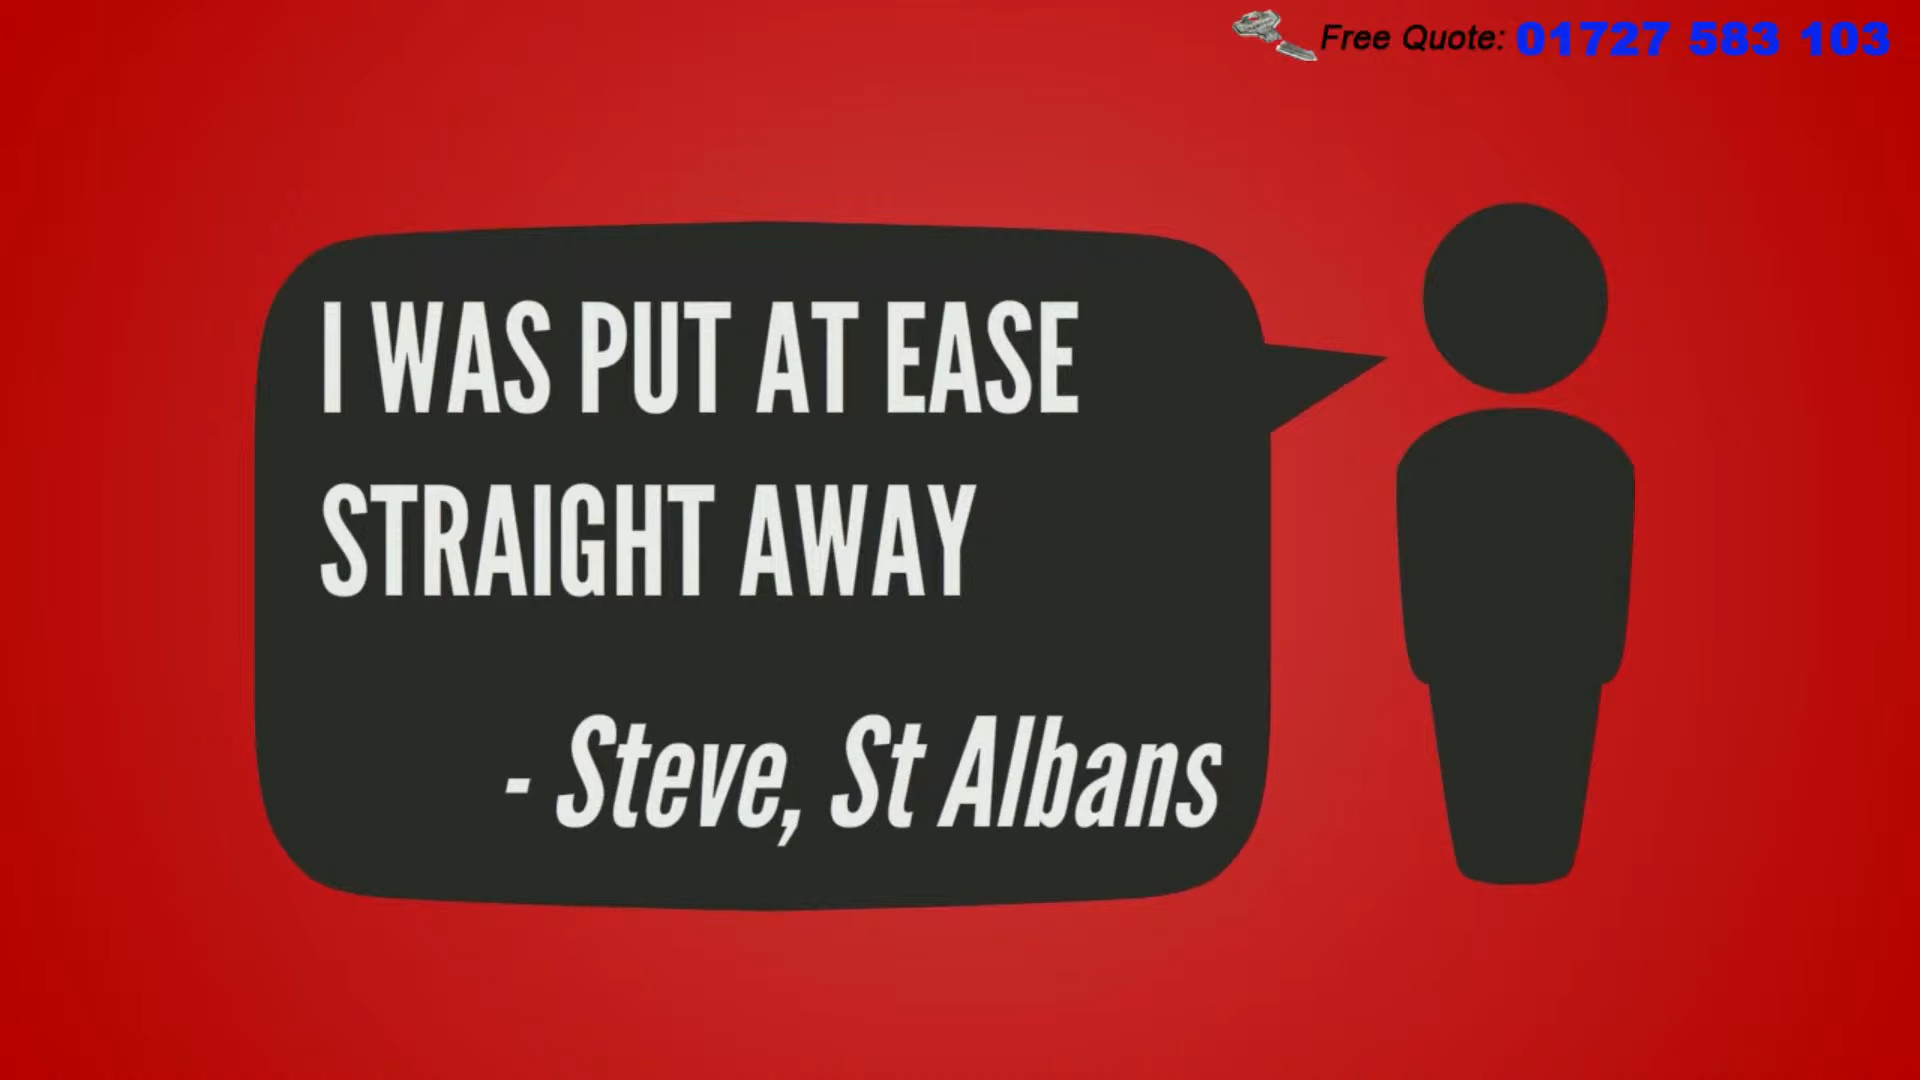 Free Quote: 01727 583 103
I WAS PUT AT EASE
STRAIGHT AWAY
- Steve, St Albans